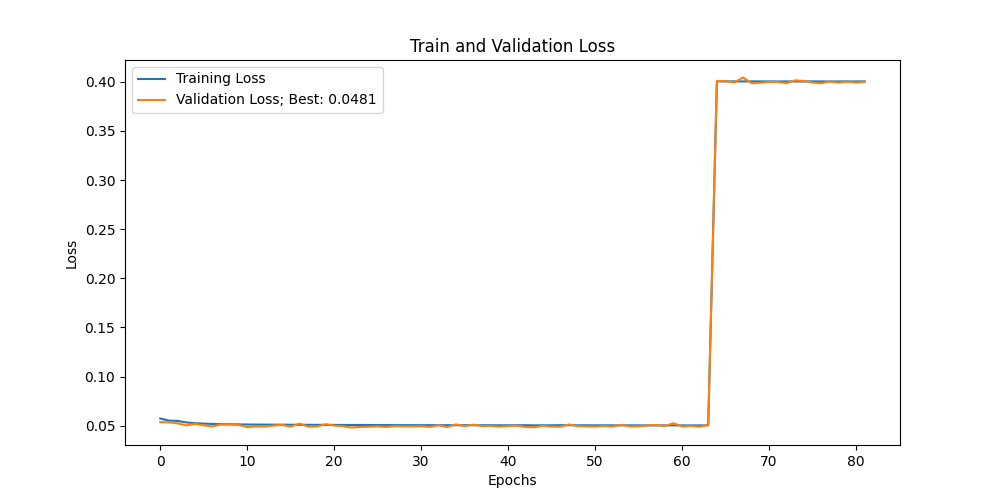 Train and Validation Loss
Training Loss
Validation Loss; Best: 0.0481
0.40
0.35
0.30
0.25
0.20
0.15
0.10
0.05
Loss
0 10 20 30 40 50 60 70 80
Epochs